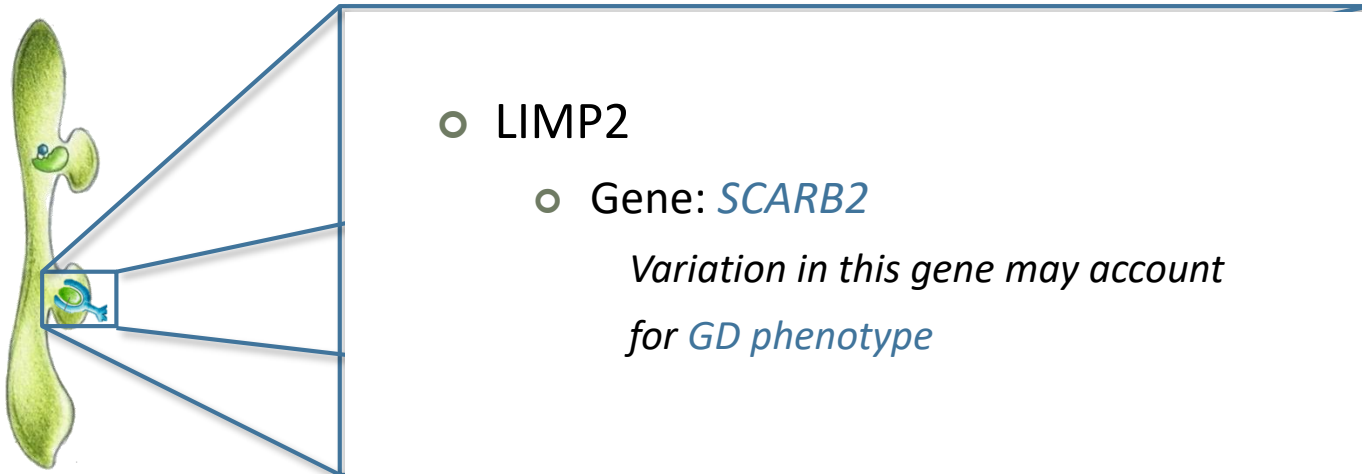 LIMP2
Gene: SCARB2
Variation in this gene may account
for GD phenotype